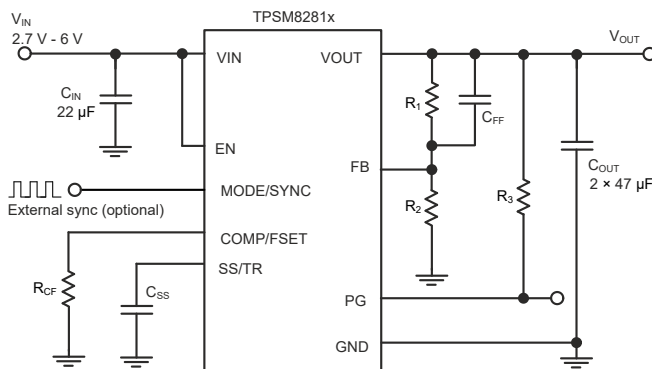 TPSM8281x
VIN
2.7 V - 6 V
VIN
VOUT
VOUT
CIN
22 µF
R1
CFF
EN
FB
COUT
2 × 47 µF
MODE/SYNC
External sync (optional)
R2
R3
COMP/FSET
SS/TR
RCF
CSS
PG
GND